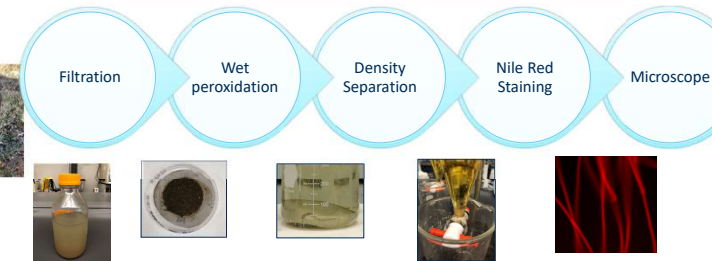 Filtration
Wet
peroxidation
Density
Separation
Nile Red
Staining
Microscope